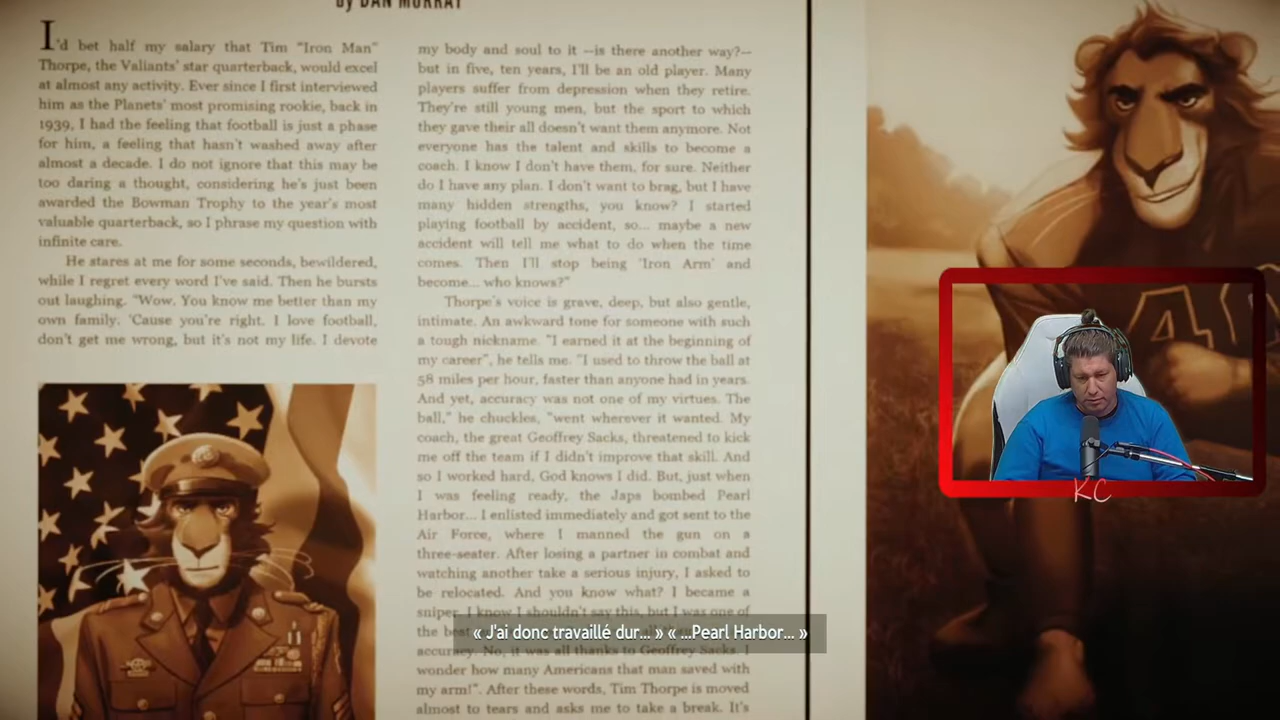 by DAN MURRAY
I'd bet half my salary that Tim "Iron Man"
Thorpe, the Valiants' star quarterback, would excel
at almost any activity. Ever since I first interviewed
him as the Planets' most promising rookie, back in
1939, I had the feeling that football is just a phase
for him, a feeling that hasn't washed away after
almost a decade. I do not ignore that this may be
too daring a thought, considering he's just been
awarded the Bowman Trophy to the year's most
valuable quarterback, so I phrase my question with
infinite care.
He stares at me for some seconds, bewildered,
while I regret every word I've said. Then he bursts
out laughing. "Wow. You know me better than my
own family. 'Cause you're right. I love football,
don't get me wrong, but it's not my life. I devote
my body and soul to it —is there another way?—
but in five, ten years, I'll be an old player. Many
players suffer from depression when they retire.
They're still young men, but the sport to which
they gave their all doesn't want them anymore. Not
everyone has the talent and skills to become a
coach. I know I don't have them, for sure. Neither
do I have any plan. I don't want to brag, but I have
many hidden strengths, you know? I started
playing football by accident, so... maybe a new
accident will tell me what to do when the time
comes. Then I'll stop being 'Iron Arm' and
become... who knows?"
Thorpe's voice is grave, deep, but also gentle,
intimate. An awkward tone for someone with such
a tough nickname. "I earned it at the beginning of
my career", he tells me. "I used to throw the ball at
58 miles per hour, faster than anyone had in years.
And yet, accuracy was not one of my virtues. The
ball," he chuckles, "went wherever it wanted. My
coach, the great Geoffrey Sacks, threatened to kick
me off the team if I didn't improve that skill. And
so I worked hard, God knows I did. But, just when
I was feeling ready, the Japs bombed Pearl
Harbor... I enlisted immediately and got sent to the
Air Force, where I manned the gun on a
three-seater. After losing a partner in combat and
watching another take a serious injury, I asked to
be relocated. And you know what? I became a
sniper. I know I shouldn't say this, but I was one of
the best
accuracy. No, it was all thanks to Geoffrey Sacks. I
wonder how many Americans that man saved with
my arm!". After these words, Tim Thorpe is moved
almost to tears and asks me to take a break. It's
« J'ai donc travaillé dur... » « ...Pearl Harbor... »
40
KC